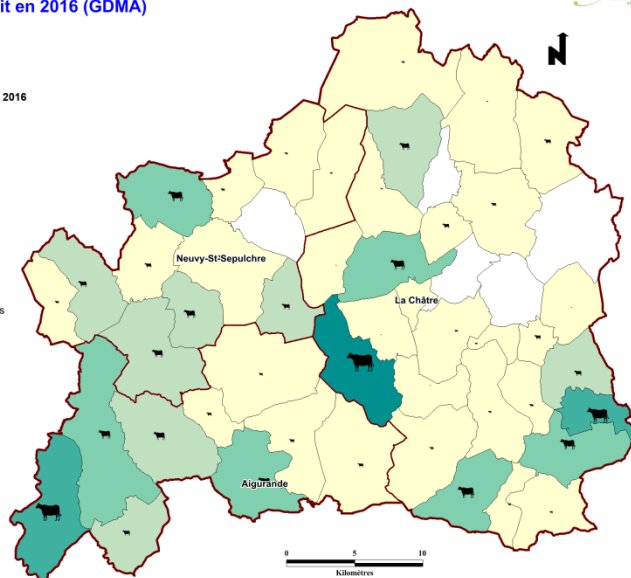 it en 2016 (GDMA)
N
2016
Neuvy-St-Sepulchre
La Châtre
s
Aigurande
0 5 10
Kilomètres